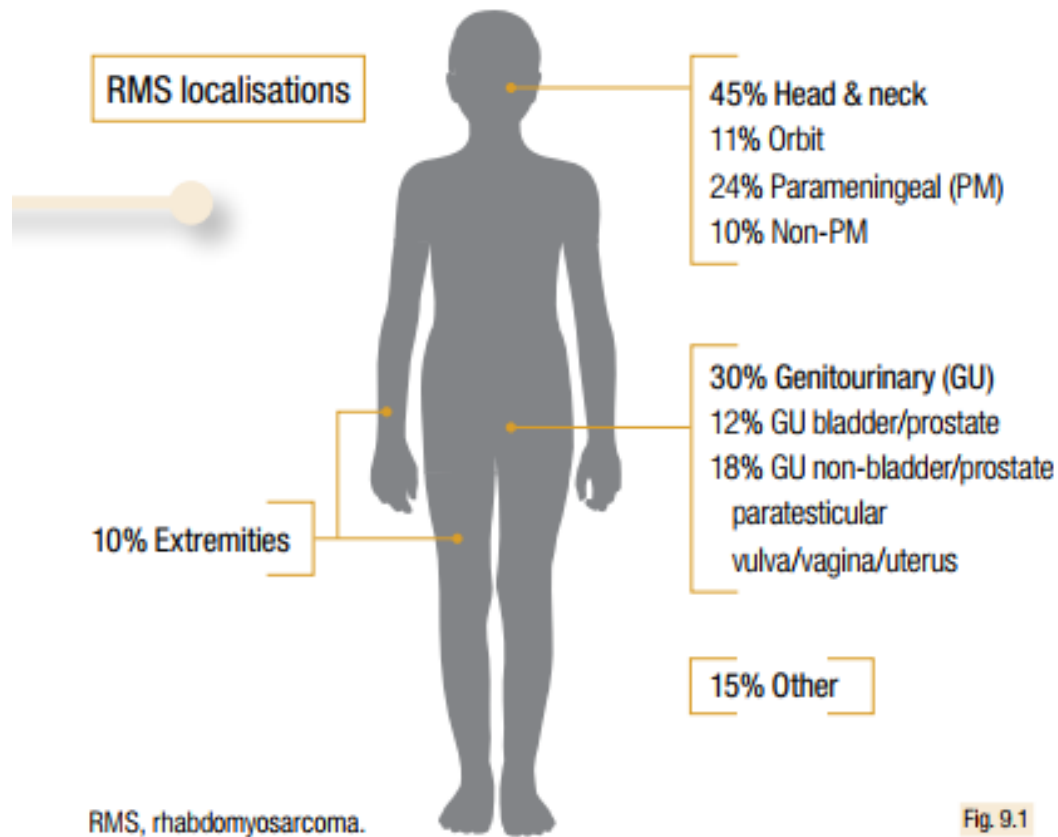 RMS localisations
45% Head & neck
11% Orbit
24% Parameningeal (PM)
10% Non-PM
30% Genitourinary (GU)
12% GU bladder/prostate
18% GU non-bladder/prostate
paratesticular
vulva/vagina/uterus
10% Extremities
15% Other
RMS, rhabdomyosarcoma.
Fig. 9.1